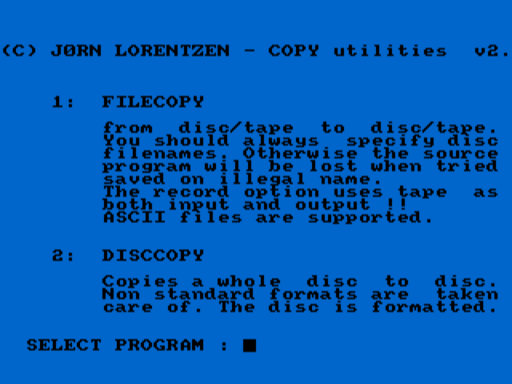 (C) JØRN LORENTZEN - COPY utilities v2.
1: FILECOPY
from disc/tape to disc/tape.
You should always specify disc
filenames. Otherwise the source
program will be lost when tried
saved on illegal name.
The record option uses tape as
both input and output !!
ASCII files are supported.
2: DISCCOPY
Copies a whole disc to disc.
Non standard formats are taken
care of. The disc is formatted.
SELECT PROGRAM :